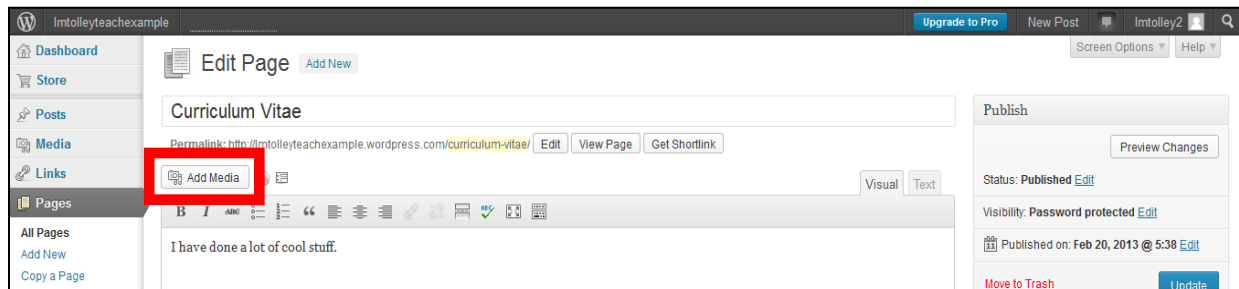 lmtolleyteachexample
Upgrade to Pro
New Post
lmtolley2
Dashboard
Store
Posts
Media
Links
Pages
All Pages
Add New
Copy a Page
Screen Options
Help
Edit Page
Add New
Curriculum Vitae
Permalink: http://lmtolleyteachexample.wordpress.com/curriculum-vitae/ Edit View Page Get Shortlink
Add Media
Visual Text
B I ABC
ABC
I have done a lot of cool stuff.
Publish
Preview Changes
Status: Published Edit
Visibility: Password protected Edit
Published on: Feb 20, 2013 @ 5:38 Edit
Move to Trash
Update